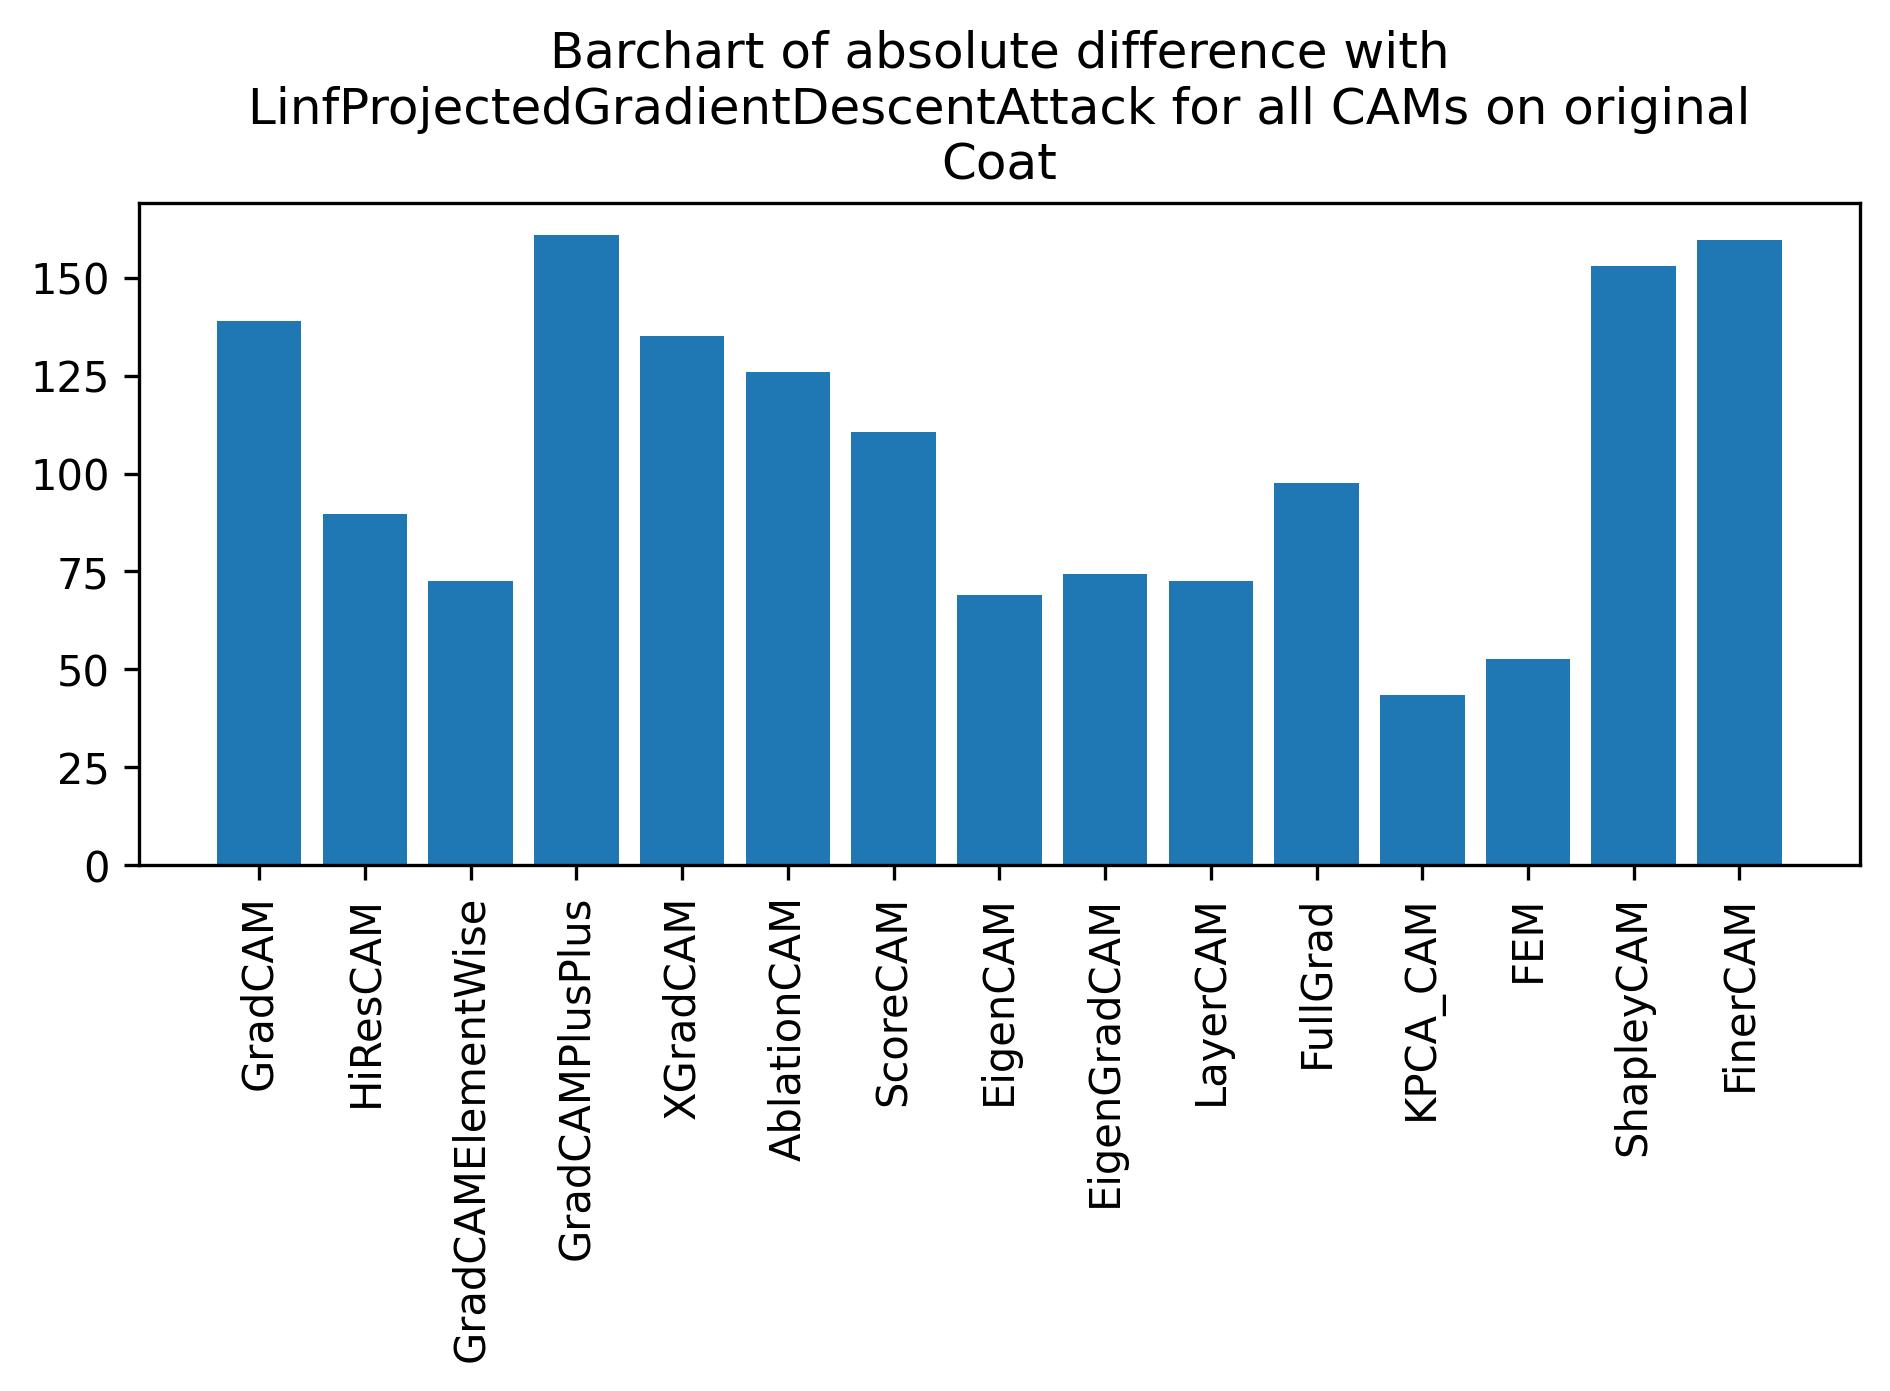 Barchart of absolute difference with
LinfProjectedGradientDescentAttack for all CAMs on original
Coat
150
125
100
75
50
25
0
GradCAM
HiResCAM
GradCAMElementWise
GradCAMPlusPlus
XGradCAM
AblationCAM
ScoreCAM
EigenCAM
EigenGradCAM
LayerCAM
FullGrad
KPCA_CAM
FEM
ShapleyCAM
FinerCAM